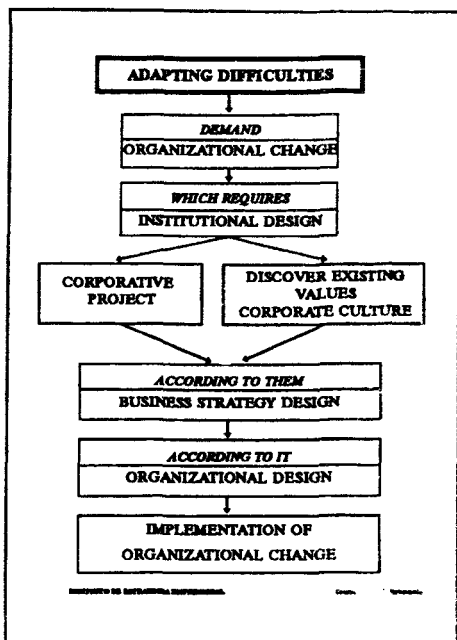 ADAPTING DIFFICULTIES
DEMAND
ORGANIZATIONAL CHANGE
WHICH REQUIRES
INSTITUTIONAL DESIGN
CORPORATIVE
PROJECT
DISCOVER EXISTING
VALUES
CORPORATE CULTURE
ACCORDING TO THEM
BUSINESS STRATEGY DESIGN
ACCORDING TO IT
ORGANIZATIONAL DESIGN
IMPLEMENTATION OF
ORGANIZATIONAL CHANGE